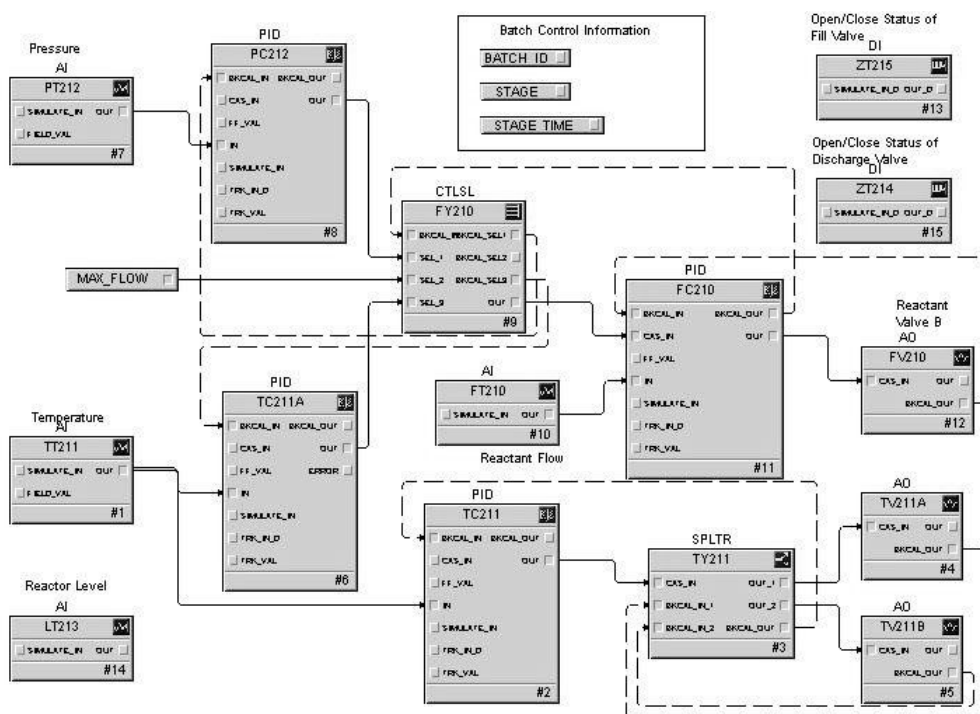 Pressure
AI
PT212
SIMULATE_IN OUT
FIELD_VAL
#7
PID
PC212
BKCAL_IN BKCAL_OUT
CAS_IN OUT
FF_VAL
IN
SIMULATE_IN
TRK_IN_D
TRK_VAL
#8
Batch Control Information
BATCH_ID
STAGE
STAGE_TIME
Open/Close Status of
Fill Valve
DI
ZT215
SIMULATE_IN_D OUT_D
#13
Open/Close Status of
Discharge Valve
DI
ZT214
SIMULATE_IN_D OUT_D
#15
MAX_FLOW
CTLSL
FY210
BKCAL_IN BKCAL_SEL1
SEL_1 BKCAL_SEL2
SEL_2 BKCAL_SEL3
SEL_3 OUT
#9
PID
FC210
BKCAL_IN BKCAL_OUT
CAS_IN OUT
FF_VAL
IN
SIMULATE_IN
TRK_IN_D
TRK_VAL
#11
Reactant
Valve B
AO
FV210
CAS_IN OUT
BKCAL_OUT
#12
AI
FT210
SIMULATE_IN OUT
#10
Reactant Flow
PID
TC211A
BKCAL_IN BKCAL_OUT
CAS_IN OUT
FF_VAL ERROR
IN
SIMULATE_IN
TRK_IN_D
TRK_VAL
#6
Temperature
AI
TT211
SIMULATE_IN OUT
FIELD_VAL
#1
Reactor Level
AI
LT213
SIMULATE_IN OUT
#14
PID
TC211
BKCAL_IN BKCAL_OUT
CAS_IN OUT
FF_VAL
IN
SIMULATE_IN
TRK_IN_D
TRK_VAL
#2
SPLTR
TY211
CAS_IN OUT_1
BKCAL_IN_1 OUT_2
BKCAL_IN_2 BKCAL_OUT
#3
AO
TV211A
CAS_IN OUT
BKCAL_OUT
#4
AO
TV211B
CAS_IN OUT
BKCAL_OUT
#5